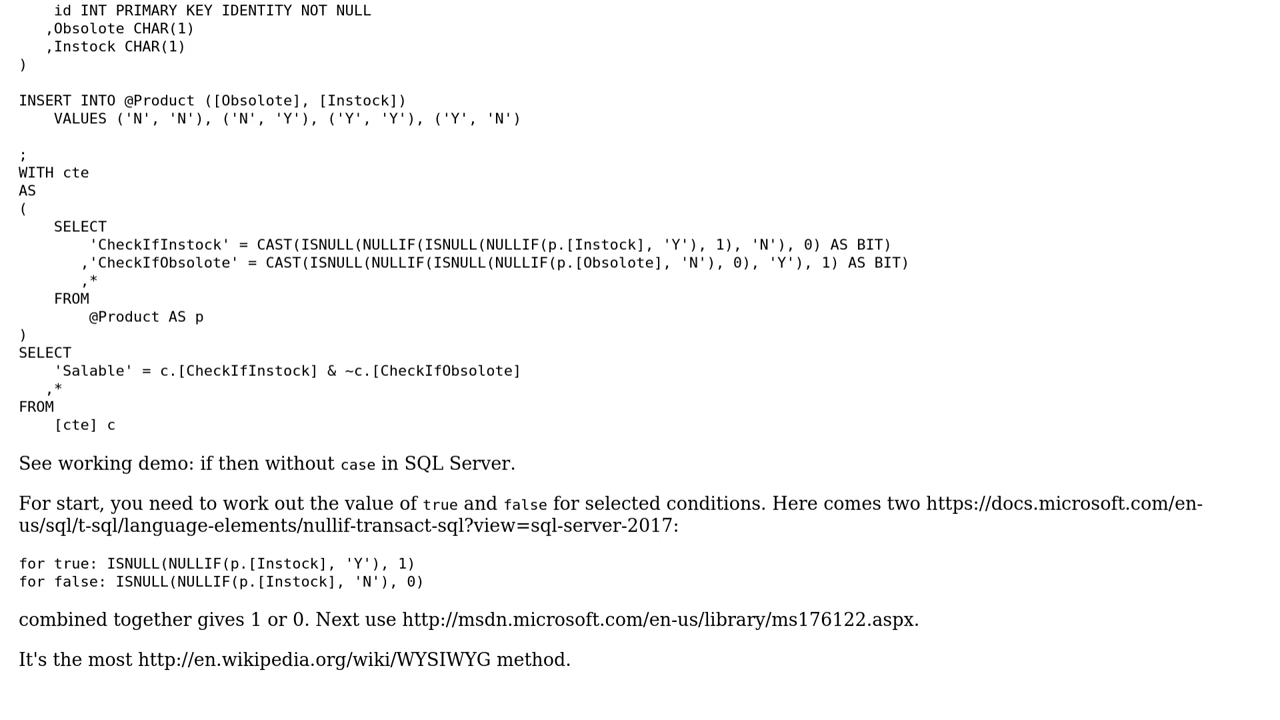 id INT PRIMARY KEY IDENTITY NOT NULL
,Obsolote CHAR(1)
,Instock CHAR(1)
)
INSERT INTO @Product ([Obsolote], [Instock])
VALUES ('N', 'N'), ('N', 'Y'), ('Y', 'Y'), ('Y', 'N')
;
WITH cte
AS
(
SELECT
'CheckIfInstock' = CAST(ISNULL(NULLIF(ISNULL(NULLIF(p.[Instock], 'Y'), 1), 'N'), 0) AS BIT)
,'CheckIfObsolote' = CAST(ISNULL(NULLIF(ISNULL(NULLIF(p.[Obsolote], 'N'), 0), 'Y'), 1) AS BIT)
,*
FROM
@Product AS p
)
SELECT
'Salable' = c.[CheckIfInstock] & ~c.[CheckIfObsolote]
,*
FROM
[cte] c
See working demo: if then without case in SQL Server.
For start, you need to work out the value of true and false for selected conditions. Here comes two https://docs.microsoft.com/en-
us/sql/t-sql/language-elements/nullif-transact-sql?view=sql-server-2017:
for true: ISNULL(NULLIF(p.[Instock], 'Y'), 1)
for false: ISNULL(NULLIF(p.[Instock], 'N'), 0)
combined together gives 1 or 0. Next use http://msdn.microsoft.com/en-us/library/ms176122.aspx.
It's the most http://en.wikipedia.org/wiki/WYSIWYG method.